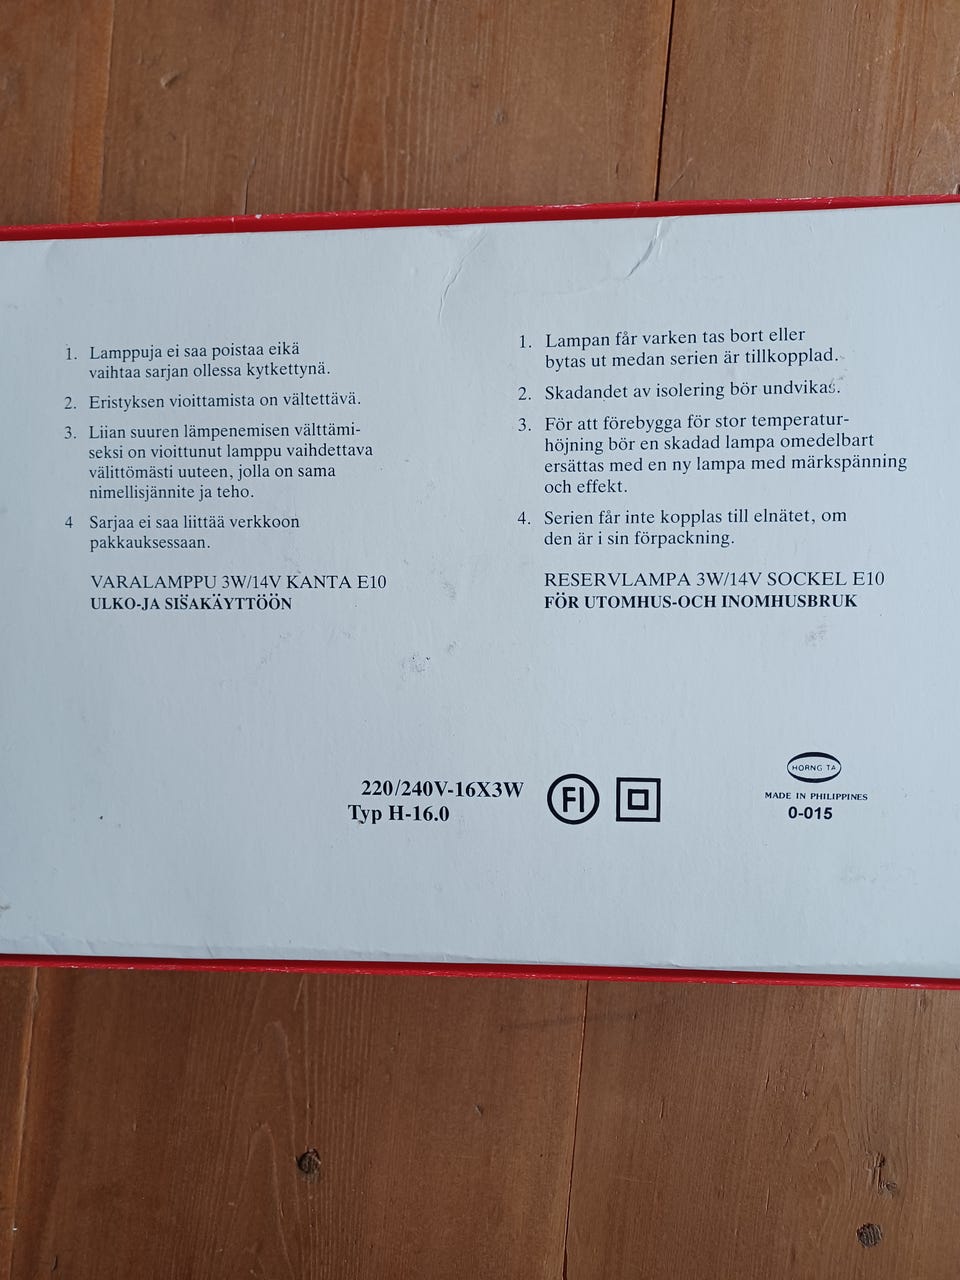 1. Lamppuja ei saa poistaa eikä
vaihtaa sarjan ollessa kytkettynä.
2. Eristyksen vioittamista on vältettävä.
3. Liian suuren lämpenemisen välttämi-
seksi on vioittunut lamppu vaihdettava
välittömästi uuteen, jolla on sama
nimellisjännite ja teho.
4 Sarjaa ei saa liittää verkkoon
pakkauksessaan.
VARALAMPPU 3W/14V KANTA E10
ULKO-JA SISÄKÄYTTÖÖN
1. Lampan får varken tas bort eller
bytas ut medan serien är tillkopplad.
2. Skadandet av isolering bör undvikas.
3. För att förebygga för stor temperatur-
höjning bör en skadad lampa omedelbart
ersättas med en ny lampa med märkspänning
och effekt.
4. Serien får inte kopplas till elnätet, om
den är i sin förpackning.
RESERVLAMPA 3W/14V SOCKEL E10
FÖR UTOMHUS-OCH INOMHUSBRUK
220/240V-16X3W
Typ H-16.0
FI
HORNG TA
MADE IN PHILIPPINES
0-015